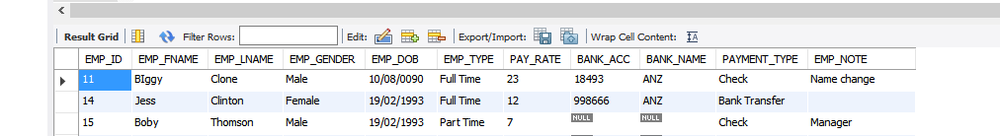 Result Grid Filter Rows: Edit: Export/Import: Wrap Cell Content: IA
EMP_ID EMP_FNAME EMP_LNAME EMP_GENDER EMP_DOB EMP_TYPE PAY_RATE BANK_ACC BANK_NAME PAYMENT_TYPE EMP_NOTE
11 BIggy Clone Male 10/08/0090 Full Time 23 18493 ANZ Check Name change
14 Jess Clinton Female 19/02/1993 Full Time 12 998666 ANZ Bank Transfer
15 Boby Thomson Male 19/02/1993 Part Time 7 NULL NULL Check Manager